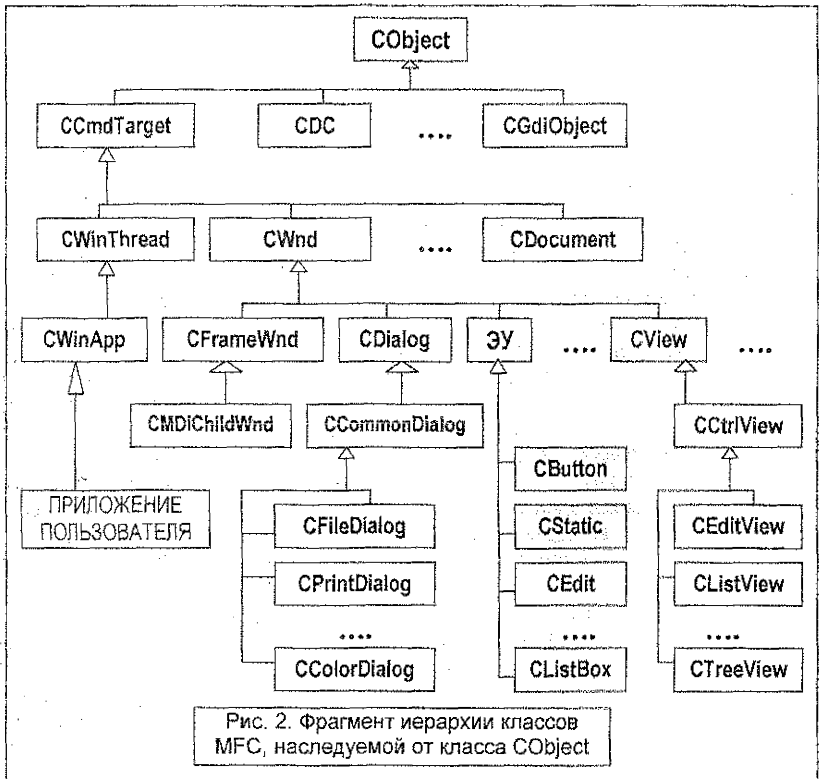 CObject
CCmdTarget
CDC
....
CGdiObject
CWinThread
CWnd
....
CDocument
CWinApp
CFrameWnd
CDialog
ЭУ
....
CView
....
CMDiChildWnd
CCommonDialog
CCtrlView
ПРИЛОЖЕНИЕ
ПОЛЬЗОВАТЕЛЯ
CFileDialog
CPrintDialog
....
CColorDialog
CButton
CStatic
CEdit
....
CListBox
CEditView
CListView
....
CTreeView
Рис. 2. Фрагмент иерархии классов
MFC, наследуемой от класса CObject